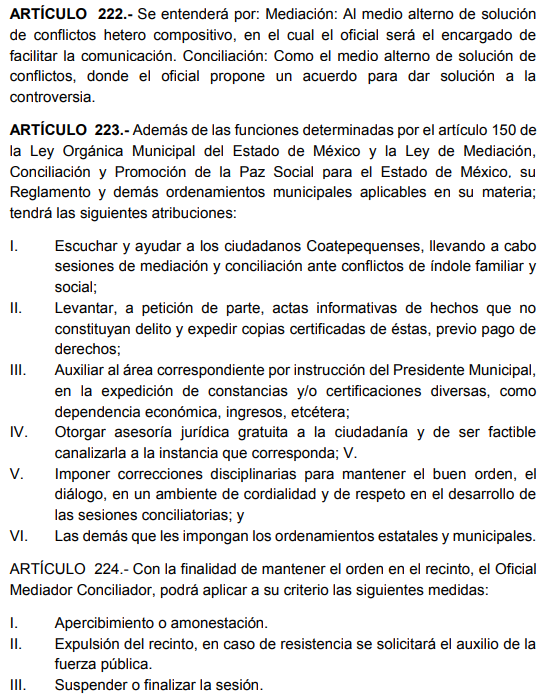 ARTÍCULO 222.- Se entenderá por: Mediación: Al medio alterno de solución
de conflictos hetero compositivo, en el cual el oficial será el encargado de
facilitar la comunicación. Conciliación: Como el medio alterno de solución de
conflictos, donde el oficial propone un acuerdo para dar solución a la
controversia.
ARTÍCULO 223.- Además de las funciones determinadas por el artículo 150 de
la Ley Orgánica Municipal del Estado de México y la Ley de Mediación,
Conciliación y Promoción de la Paz Social para el Estado de México, su
Reglamento y demás ordenamientos municipales aplicables en su materia;
tendrá las siguientes atribuciones:
I. Escuchar y ayudar a los ciudadanos Coatepequenses, llevando a cabo
sesiones de mediación y conciliación ante conflictos de índole familiar y
social;
II. Levantar, a petición de parte, actas informativas de hechos que no
constituyan delito y expedir copias certificadas de éstas, previo pago de
derechos;
III. Auxiliar al área correspondiente por instrucción del Presidente Municipal,
en la expedición de constancias y/o certificaciones diversas, como
dependencia económica, ingresos, etcétera;
IV. Otorgar asesoría jurídica gratuita a la ciudadanía y de ser factible
canalizarla a la instancia que corresponda; V.
V. Imponer correcciones disciplinarias para mantener el buen orden, el
diálogo, en un ambiente de cordialidad y de respeto en el desarrollo de
las sesiones conciliatorias; y
VI. Las demás que les impongan los ordenamientos estatales y municipales.
ARTÍCULO 224.- Con la finalidad de mantener el orden en el recinto, el Oficial
Mediador Conciliador, podrá aplicar a su criterio las siguientes medidas:
I. Apercibimiento o amonestación.
II. Expulsión del recinto, en caso de resistencia se solicitará el auxilio de la
fuerza pública.
III. Suspender o finalizar la sesión.